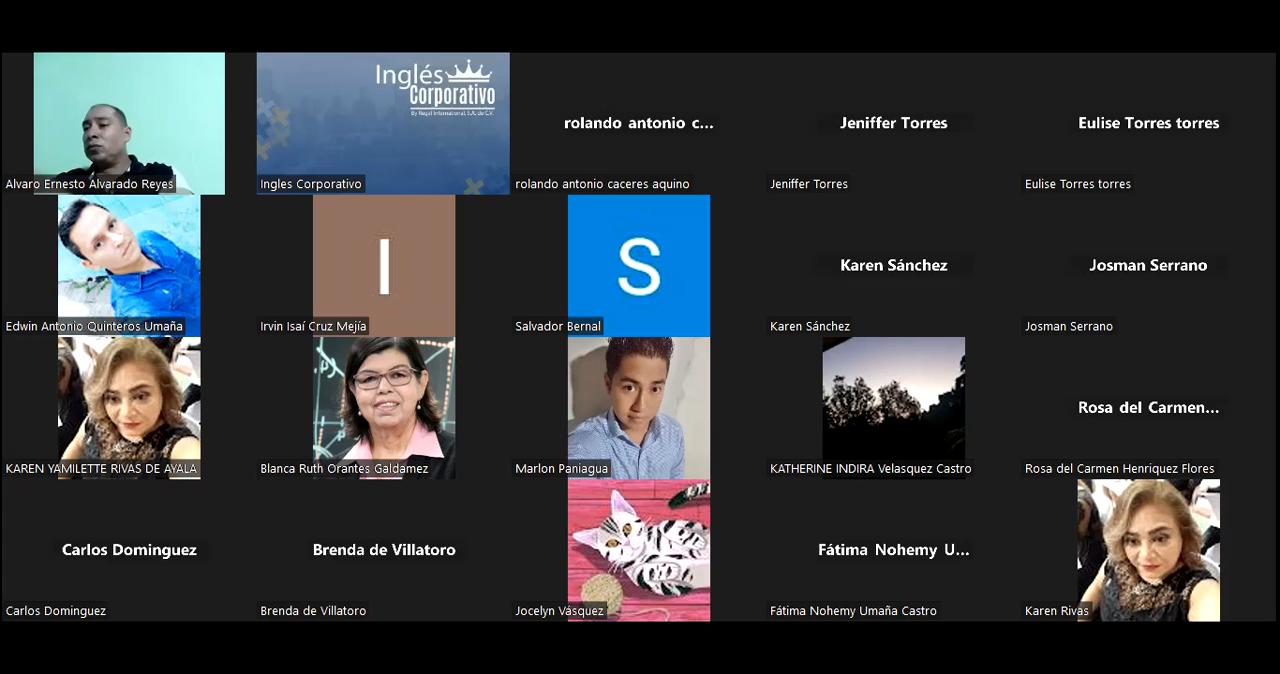 Inglés
Corporativo
By Regal International, S.A. de C.V.
rolando antonio c...
Jeniffer Torres
Eulise Torres torres
Alvaro Ernesto Alvarado Reyes
Ingles Corporativo
rolando antonio caceres aquino
Jeniffer Torres
Eulise Torres torres
I
S
Karen Sánchez
Josman Serrano
Edwin Antonio Quinteros Umaña
Irvin Isaí Cruz Mejía
Salvador Bernal
Karen Sánchez
Josman Serrano
Rosa del Carmen...
KAREN YAMILETTE RIVAS DE AYALA
Blanca Ruth Orantes Galdamez
Marlon Paniagua
KATHERINE INDIRA Velasquez Castro
Rosa del Carmen Henriquez Flores
Carlos Dominguez
Brenda de Villatoro
Fátima Nohemy U...
Carlos Dominguez
Brenda de Villatoro
Jocelyn Vásquez
Fátima Nohemy Umaña Castro
Karen Rivas